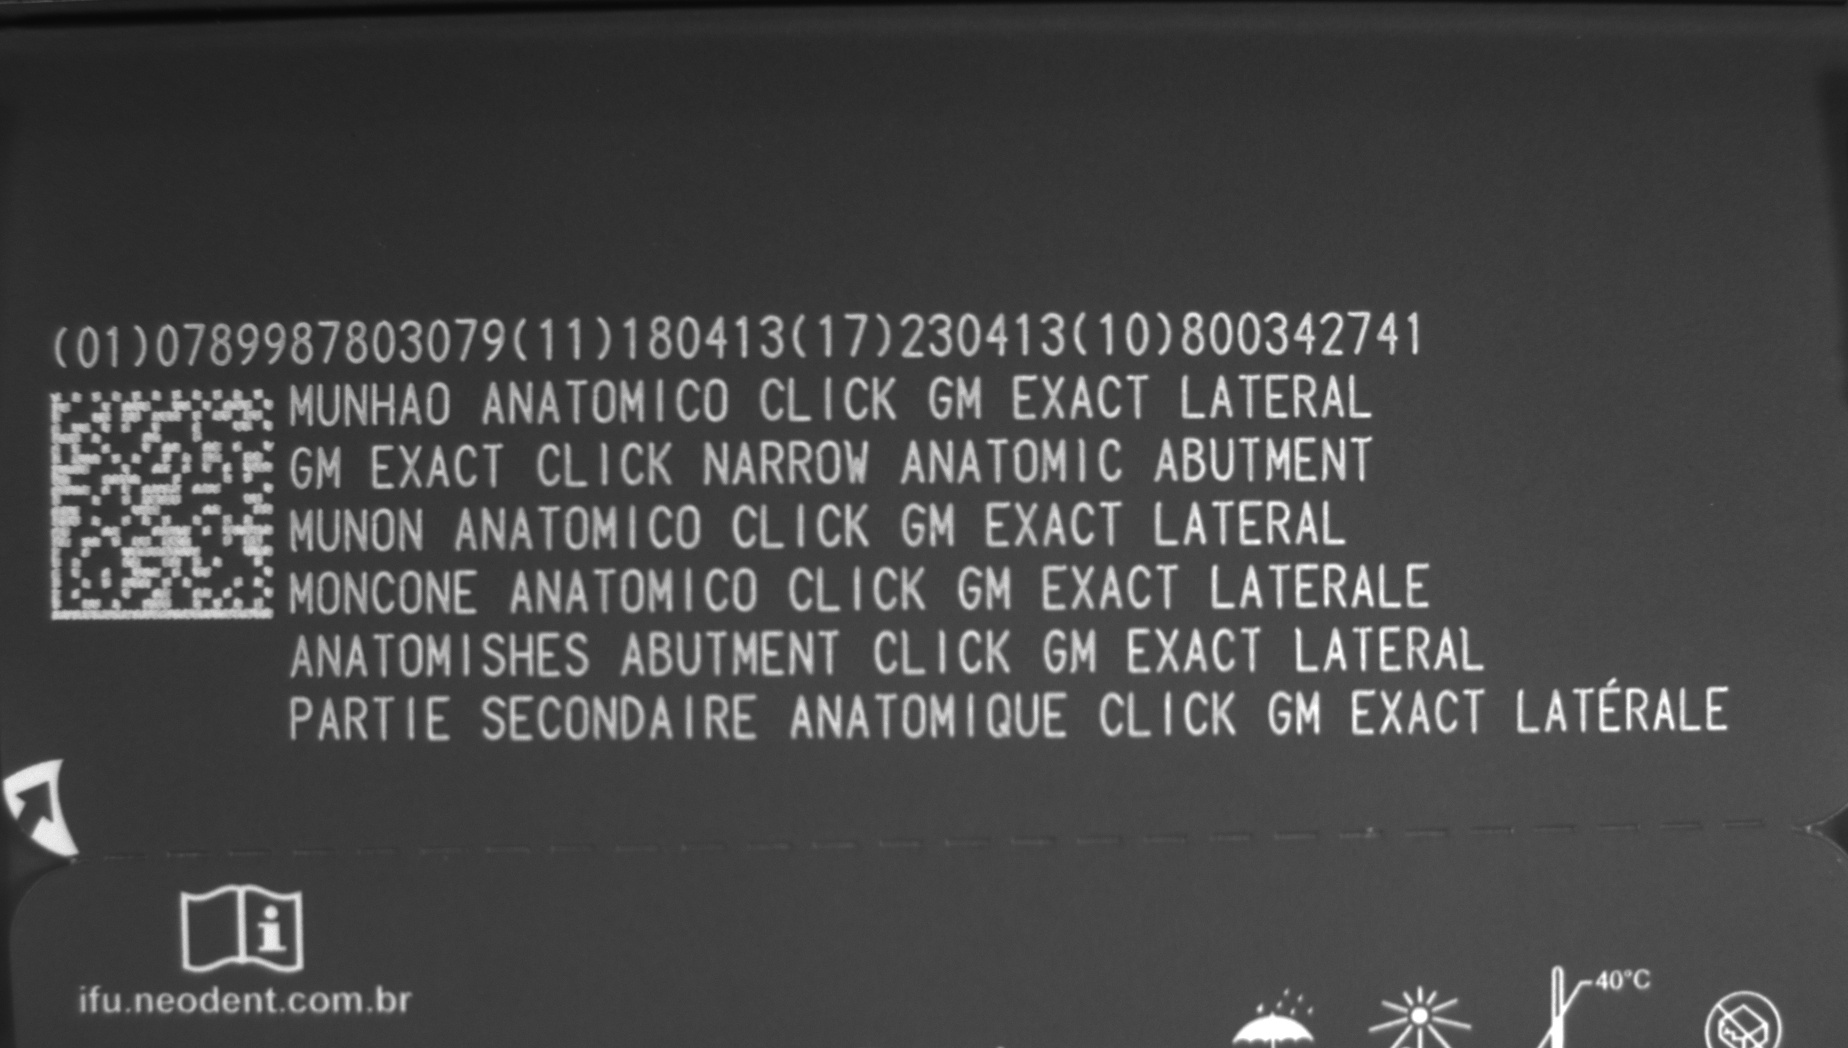 (01)0789987803079(11)180413(17)230413(10)800342741
MUNHAO ANATOMICO CLICK GM EXACT LATERAL
GM EXACT CLICK NARROW ANATOMIC ABUTMENT
MUNON ANATOMICO CLICK GM EXACT LATERAL
MONCONE ANATOMICO CLICK GM EXACT LATERALE
ANATOMISHES ABUTMENT CLICK GM EXACT LATERAL
PARTIE SECONDAIRE ANATOMIQUE CLICK GM EXACT LATÉRALE
ifu.neodent.com.br
40°C